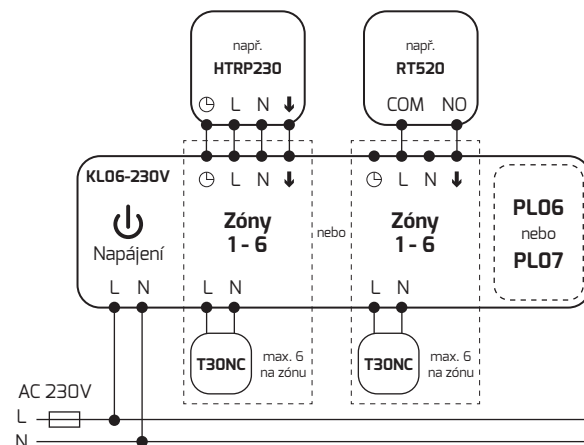 např.
HTRP230
L N
např.
RT520
COM NO
KL06-230V
Napájení
L N
L N
Zóny
1 - 6
L N
nebo
L N
Zóny
1 - 6
L N
PL06
nebo
PL07
T30NC
max. 6
na zónu
T30NC
max. 6
na zónu
AC 230V
L
N